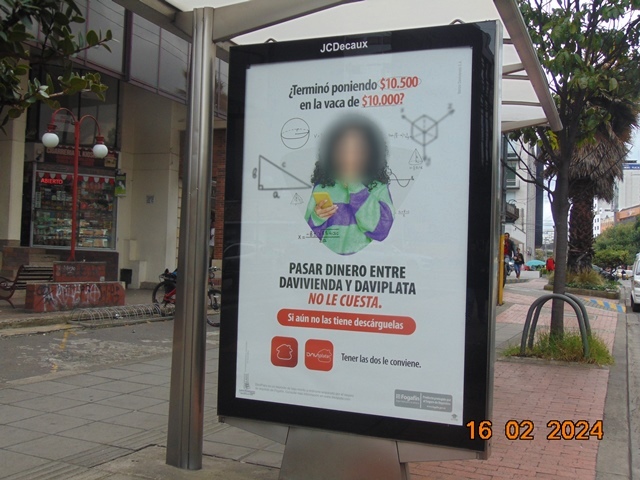 JCDecaux
¿Terminó poniendo $10.500
en la vaca de $10.000?
PASAR DINERO ENTRE
DAVIVIENDA Y DAVIPLATA
NO LE CUESTA.
Si aún no las tiene descárguelas
Tener las dos le conviene.
ABIERTO
16 02 2024